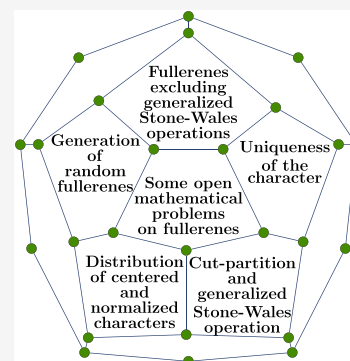 Fullerenes
excluding
generalized
Stone-Wales
operations
Generation
of
random
fullerenes
Uniqueness
of the
character
Some open
mathematical
problems
on fullerenes
Distribution
of centered
and
normalized
characters
Cut-partition
and
generalized
Stone-Wales
operation